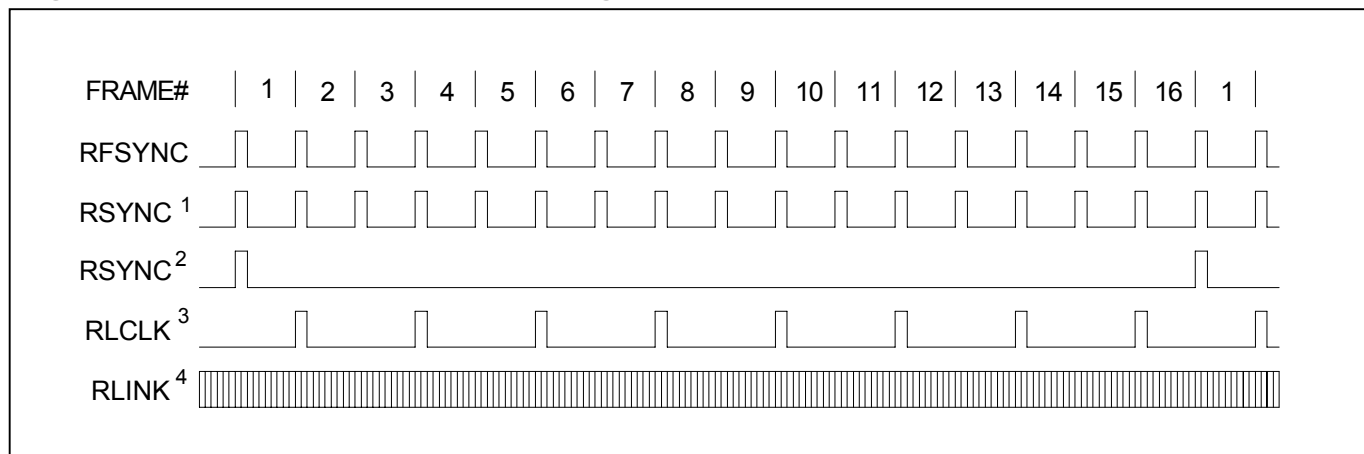 FRAME# 1 2 3 4 5 6 7 8 9 10 11 12 13 14 15 16 1
RFSYNC
RSYNC 1
RSYNC 2
RLCLK 3
RLINK 4